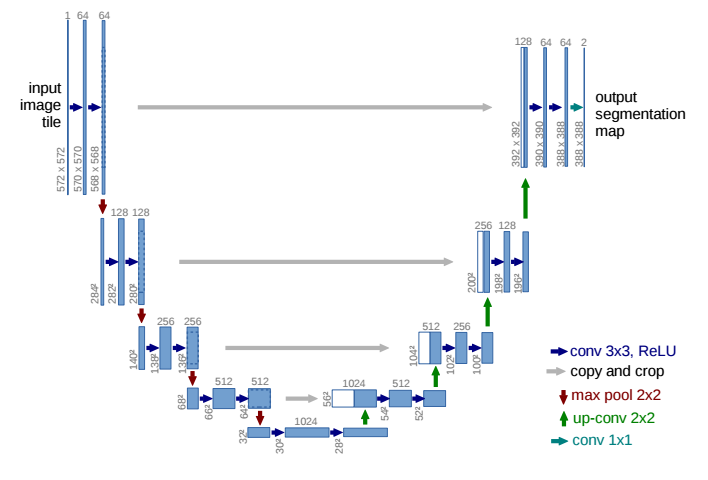 1 64 64
128 64 64 2
input
image
tile
output
segmentation
map
572 x 572
570 x 570
568 x 568
392 x 392
390 x 390
388 x 388
388 x 388
128 128
256 128
284²
282²
280²
200²
198²
196²
256 256
512 256
140²
138²
136²
104²
102²
100²
512 512
1024 512
68²
66²
64²
56²
54²
52²
1024
32²
30²
28²
conv 3x3, ReLU
copy and crop
max pool 2x2
up-conv 2x2
conv 1x1